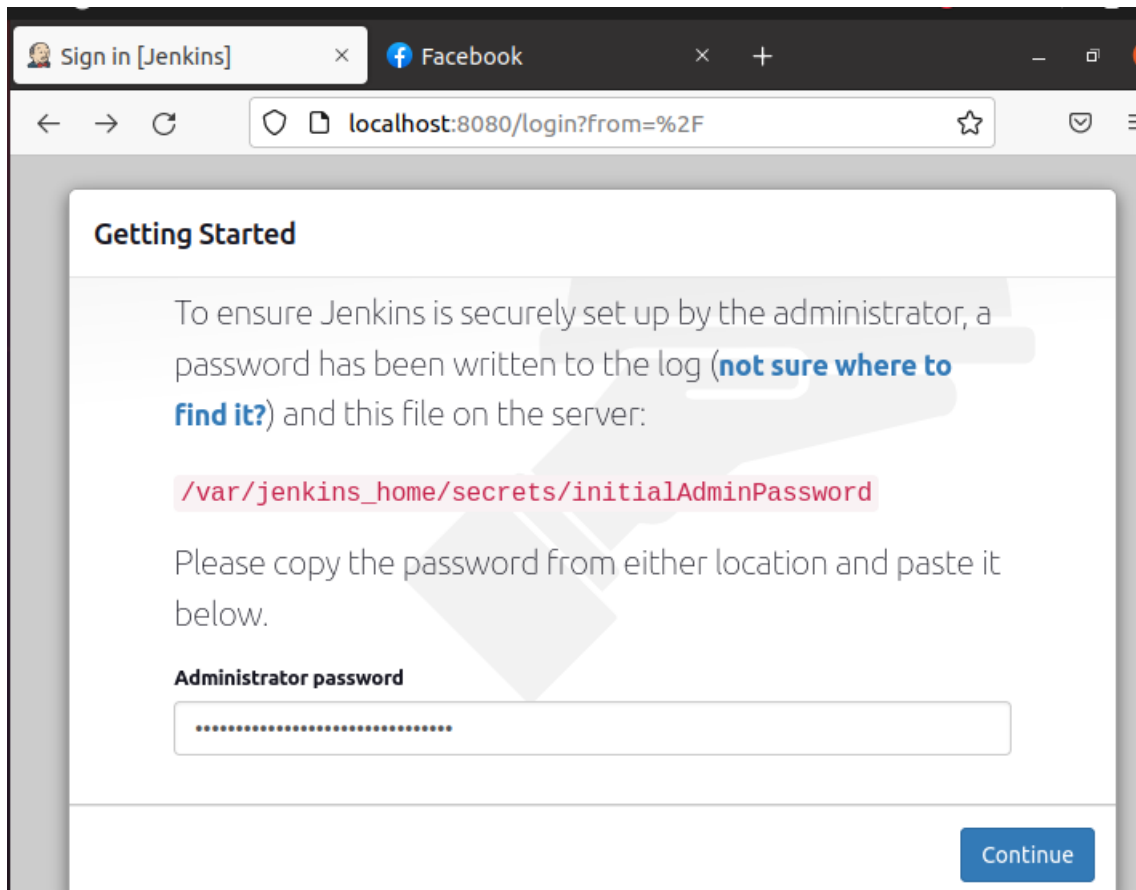 Sign in [Jenkins]
Facebook
localhost:8080/login?from=%2F
Getting Started
To ensure Jenkins is securely set up by the administrator, a
password has been written to the log (not sure where to
find it?) and this file on the server:
/var/jenkins_home/secrets/initialAdminPassword
Please copy the password from either location and paste it
below.
Administrator password
Continue